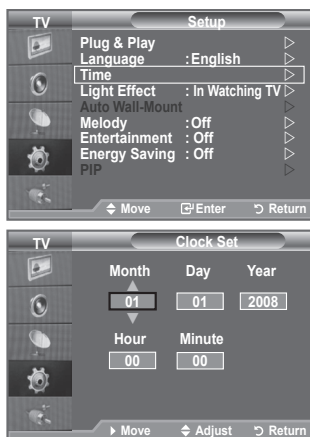 TV Setup
Plug & Play
Language : English
Time
Light Effect : In Watching TV
Auto Wall-Mount
Melody : Off
Entertainment : Off
Energy Saving : Off
PIP
Move Enter Return
TV Clock Set
Month Day Year
01 01 2008
Hour Minute
00 00
Move Adjust Return